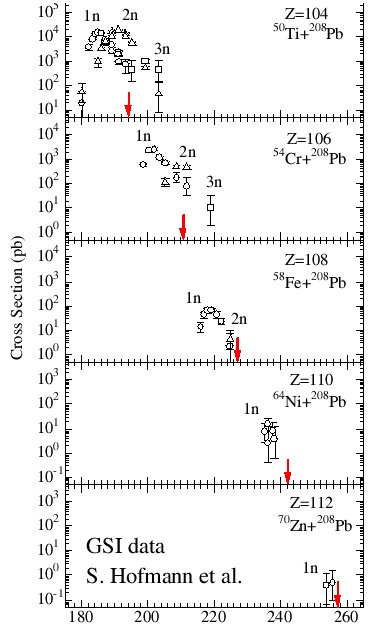 10⁵
10⁴
10³
10²
10¹
1n
2n
3n
Z=104
⁵⁰Ti+²⁰⁸Pb
10⁴
10³
10²
10¹
10⁰
1n
2n
3n
Z=106
⁵⁴Cr+²⁰⁸Pb
Cross Section (pb)
10⁴
10³
10²
10¹
10⁰
1n
2n
Z=108
⁵⁸Fe+²⁰⁸Pb
10³
10²
10¹
10⁰
10⁻¹
1n
Z=110
⁶⁴Ni+²⁰⁸Pb
10³
10²
10¹
10⁰
10⁻¹
Z=112
⁷⁰Zn+²⁰⁸Pb
1n
GSI data
S. Hofmann et al.
180 200 220 240 260